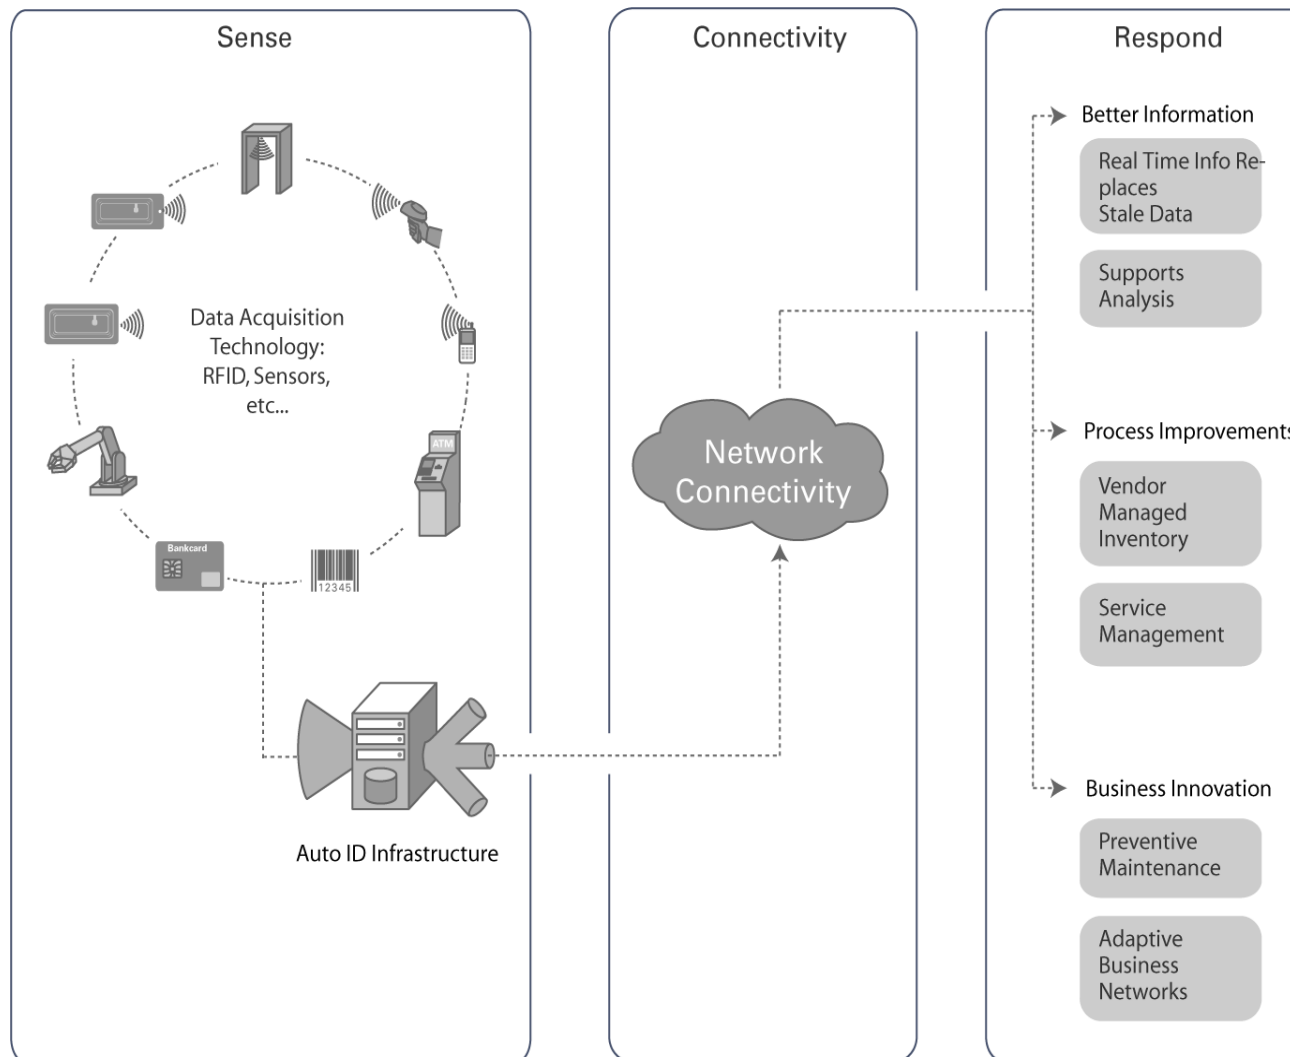 Sense
Data Acquisition
Technology:
RFID, Sensors,
etc...
ATM
Bankcard
12345
Auto ID Infrastructure
Connectivity
Network
Connectivity
Respond
Better Information
Real Time Info Re-
places
Stale Data
Supports
Analysis
Process Improvements
Vendor
Managed
Inventory
Service
Management
Business Innovation
Preventive
Maintenance
Adaptive
Business
Networks